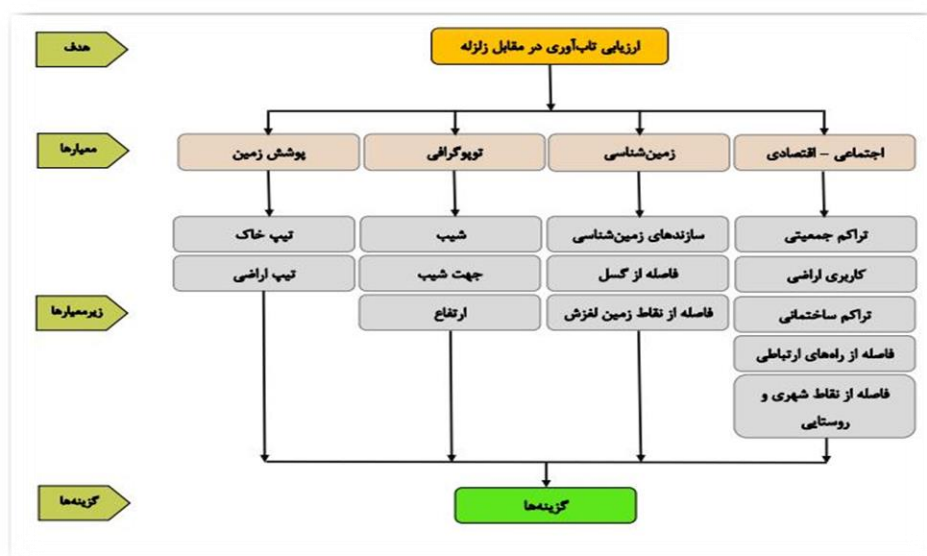 هدف
ارزیابی تاب‌آوری در مقابل زلزله
معیارها
اجتماعی – اقتصادی
زمین‌شناسی
توپوگرافی
پوشش زمین
زیرمعیارها
تراکم جمعیتی
کاربری اراضی
تراکم ساختمانی
فاصله از راه‌های ارتباطی
فاصله از نقاط شهری و
روستایی
سازندهای زمین‌شناسی
فاصله از گسل
فاصله از نقاط زمین لغزش
شیب
جهت شیب
ارتفاع
تیپ خاک
تیپ اراضی
گزینه‌ها
گزینه‌ها